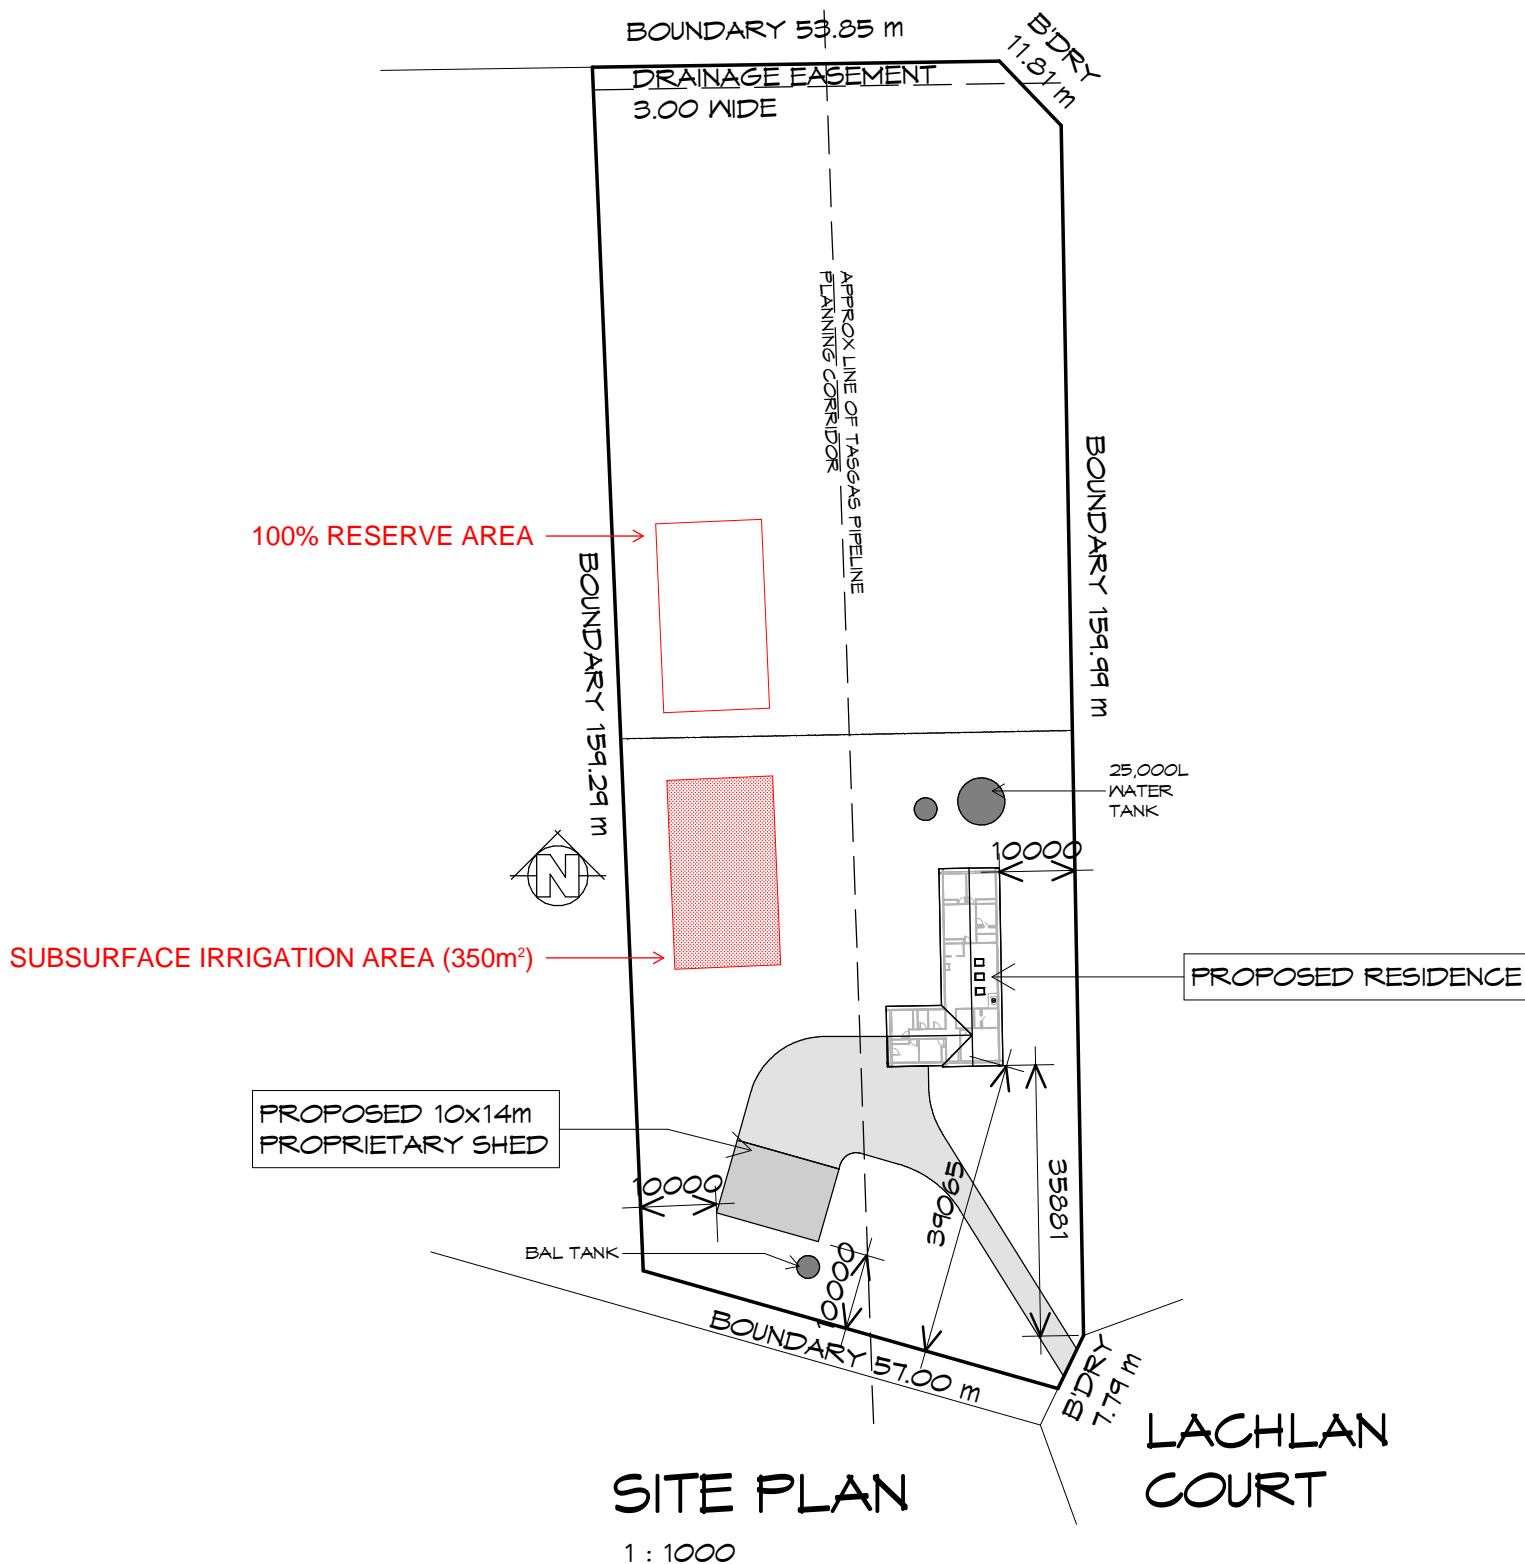 BOUNDARY 53.85 m
B'DRY
11.81 m
DRAINAGE EASEMENT
3.00 WIDE
APPROX LINE OF TASGAS PIPELINE
PLANNING CORRIDOR
100% RESERVE AREA
BOUNDARY 159.29 m
BOUNDARY 159.99 m
25,000L
WATER
TANK
N
10000
SUBSURFACE IRRIGATION AREA (350m²)
PROPOSED RESIDENCE
PROPOSED 10x14m
PROPRIETARY SHED
10000
39065
35881
BAL TANK
10000
BOUNDARY 57.00 m
B'DRY
7.79 m
LACHLAN
COURT
SITE PLAN
1 : 1000